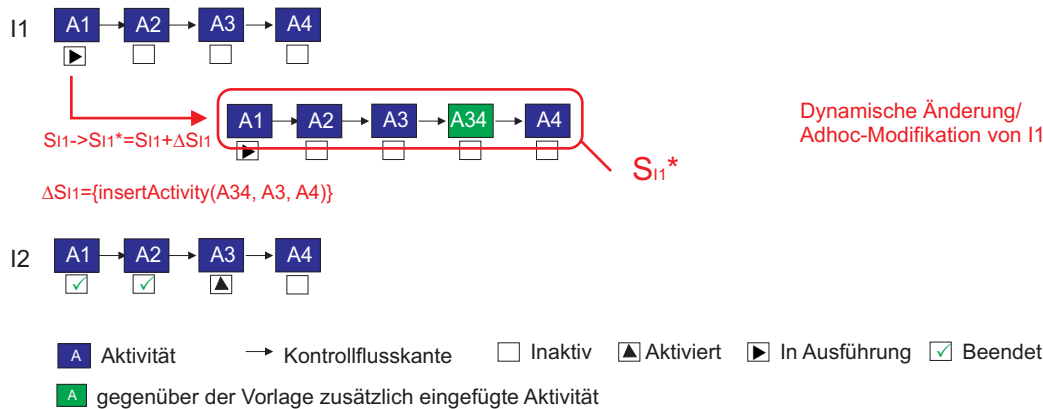 I1 A1 A2 A3 A4
A1 A2 A3 A34 A4
Dynamische Änderung/
Adhoc-Modifikation von I1
SI1->SI1*=SI1+ΔSI1
SI1*
ΔSI1={insertActivity(A34, A3, A4)}
I2 A1 A2 A3 A4
A Aktivität Kontrollflusskante Inaktiv Aktiviert In Ausführung Beendet
A gegenüber der Vorlage zusätzlich eingefügte Aktivität